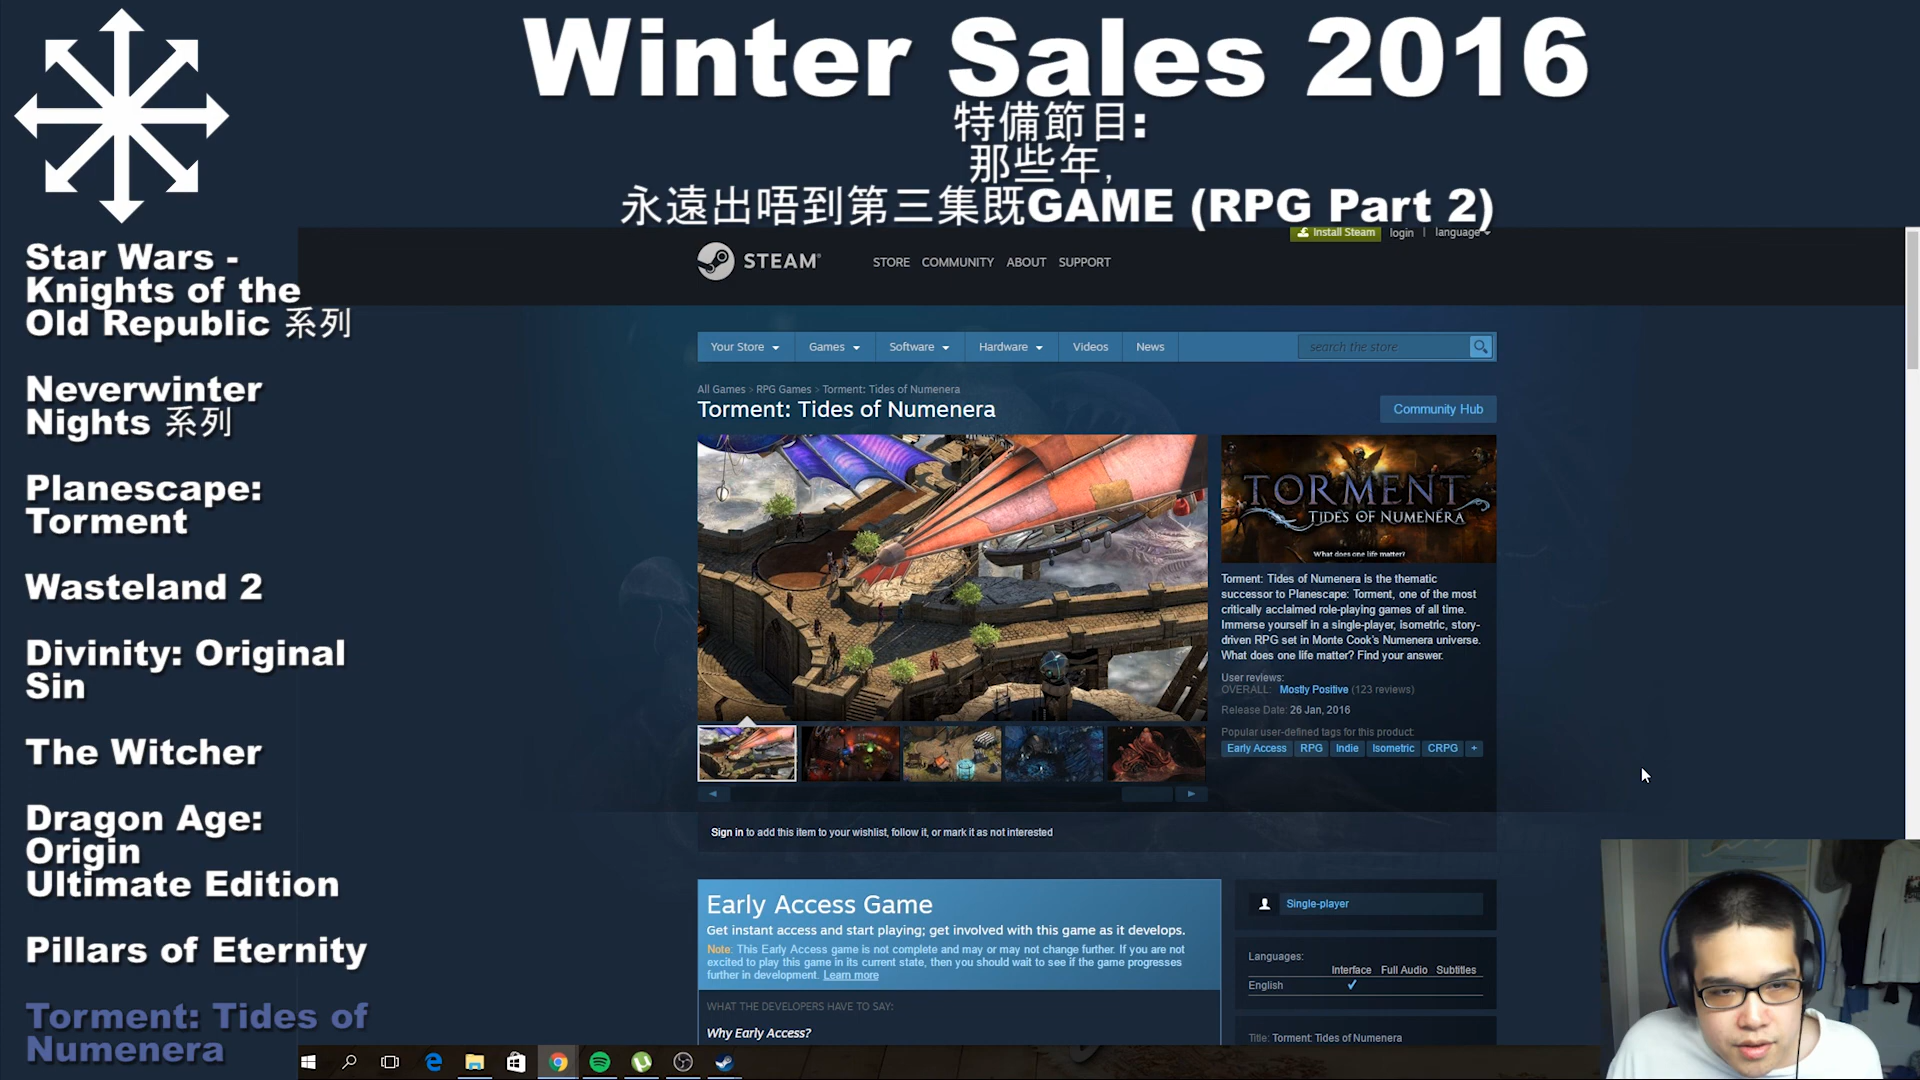 Winter Sales 2016
特備節目:
那些年,
永遠出唔到第三集既GAME (RPG Part 2)
Star Wars -
Knights of the
Old Republic 系列
Neverwinter
Nights 系列
Planescape:
Torment
Wasteland 2
Divinity: Original
Sin
The Witcher
Dragon Age:
Origin
Ultimate Edition
Pillars of Eternity
Torment: Tides of
Numenera
Install Steam login | language
STEAM®
STORE COMMUNITY ABOUT SUPPORT
Your Store Games Software Hardware Videos News search the store
All Games > RPG Games > Torment: Tides of Numenera
Torment: Tides of Numenera
Community Hub
TORMENT
TIDES OF NUMENERA
What does one life matter?
Torment: Tides of Numenera is the thematic
successor to Planescape: Torment, one of the most
critically acclaimed role-playing games of all time.
Immerse yourself in a single-player, isometric, story-
driven RPG set in Monte Cook's Numenera universe.
What does one life matter? Find your answer.
User reviews:
OVERALL: Mostly Positive (123 reviews)
Release Date: 26 Jan, 2016
Popular user-defined tags for this product:
Early Access RPG Indie Isometric CRPG +
Sign in to add this item to your wishlist, follow it, or mark it as not interested
Early Access Game
Get instant access and start playing; get involved with this game as it develops.
Note: This Early Access game is not complete and may or may not change further. If you are not
excited to play this game in its current state, then you should wait to see if the game progresses
further in development. Learn more
WHAT THE DEVELOPERS HAVE TO SAY:
Why Early Access?
Single-player
Languages:
Interface Full Audio Subtitles
English ✓
Title: Torment: Tides of Numenera